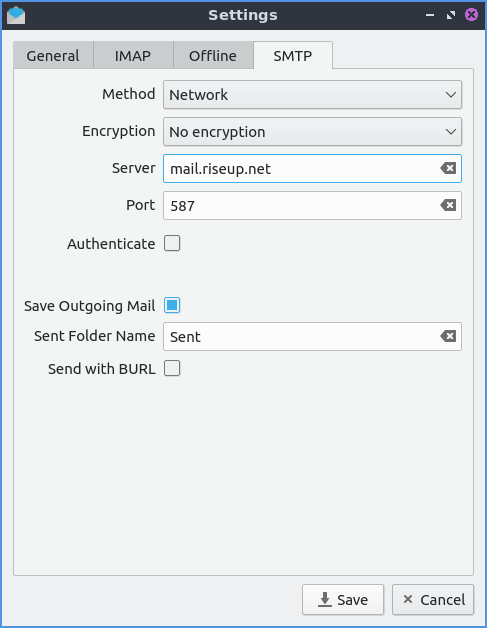 Settings
General IMAP Offline SMTP
Method Network
Encryption No encryption
Server mail.riseup.net
Port 587
Authenticate
Save Outgoing Mail
Sent Folder Name Sent
Send with BURL
Save Cancel